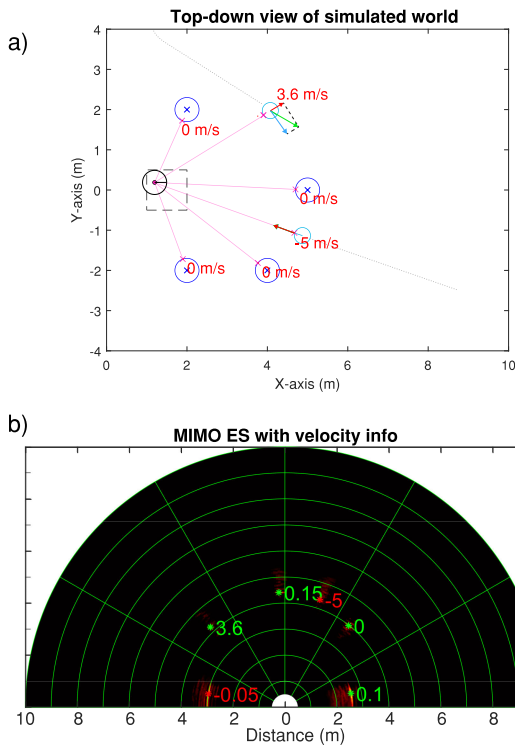 Top-down view of simulated world
a)
4
3
2
1
0
-1
-2
-3
-4
Y-axis (m)
3.6 m/s
0 m/s
0 m/s
-5 m/s
0 m/s
0 m/s
0 2 4 6 8 10
X-axis (m)
b)
MIMO ES with velocity info
0.15
-5
3.6
0
-0.05
0.1
10 8 6 4 2 0 2 4 6 8
Distance (m)